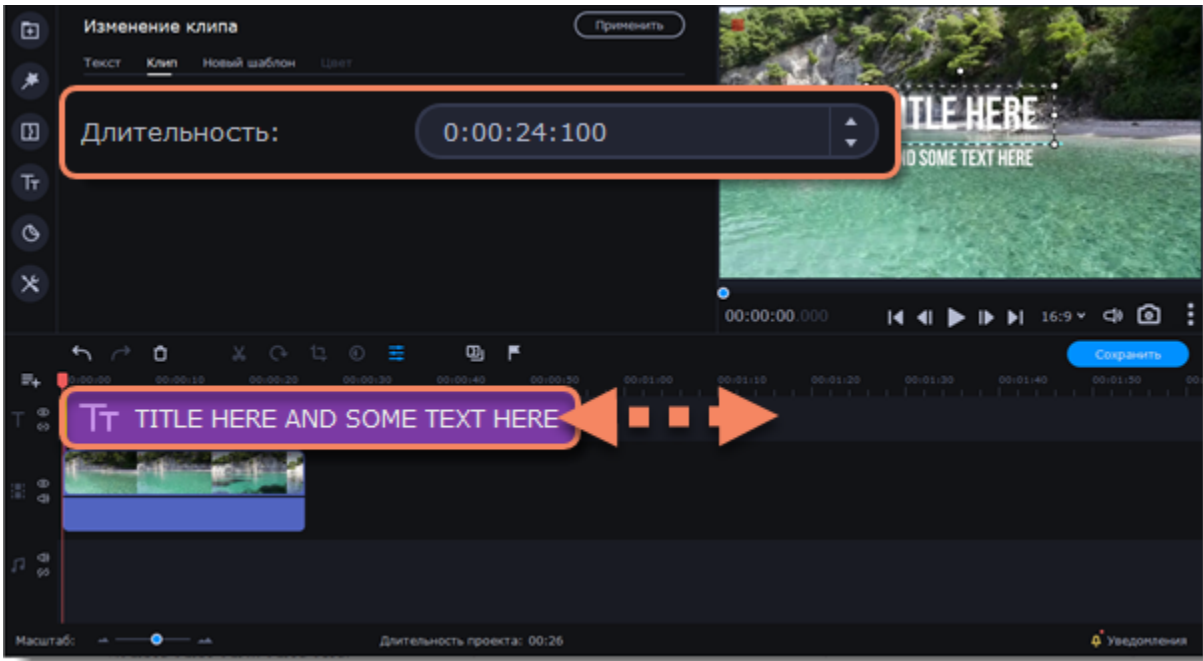 Изменение клипа
Применить
Текст Клип Новый шаблон Цвет
Длительность: 0:00:24:100
TLE HERE
D SOME TEXT HERE
00:00:00.000
16:9
Сохранить
0:00:00 00:00:10 00:00:20 00:00:30 00:00:40 00:00:50 00:01:00 00:01:10 00:01:20 00:01:30 00:01:40 00:01:50 00:
TITLE HERE AND SOME TEXT HERE
Масштаб:
Длительность проекта: 00:26
Уведомления